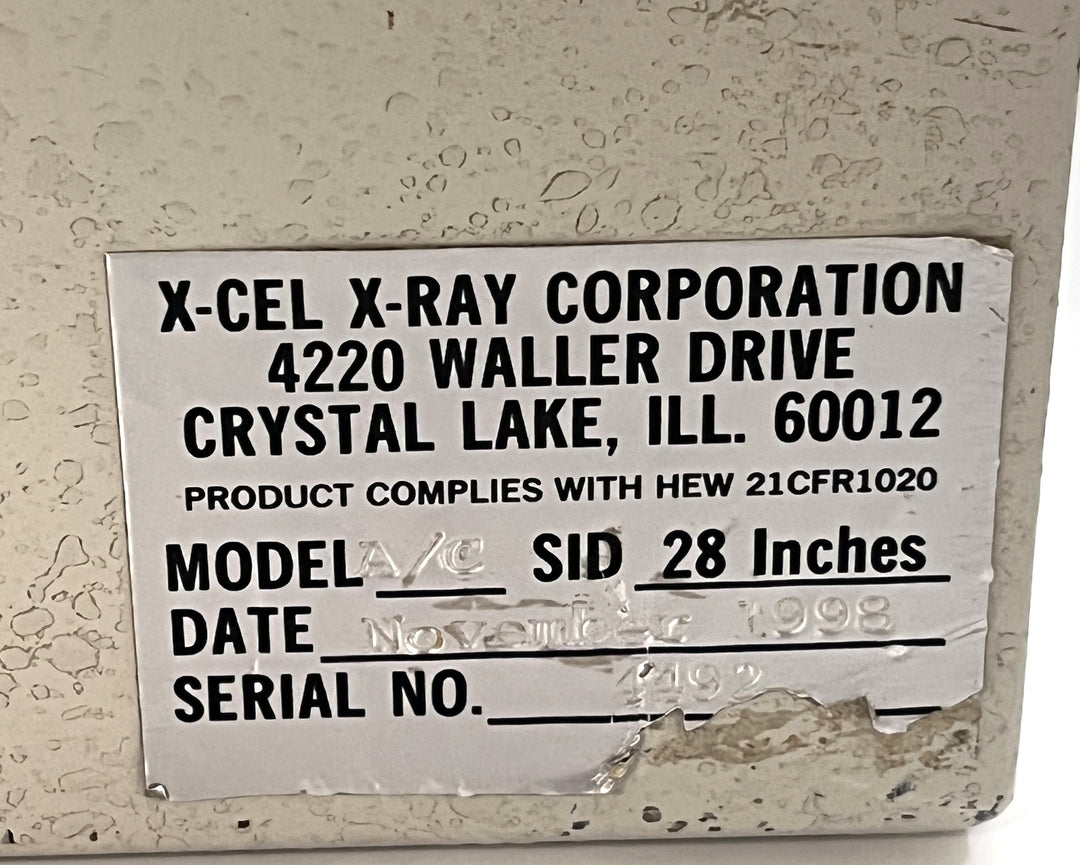 X-CEL X-RAY CORPORATION
4220 WALLER DRIVE
CRYSTAL LAKE, ILL. 60012
PRODUCT COMPLIES WITH HEW 21CFR1020
MODEL A/C SID 28 Inches
DATE November 1998
SERIAL NO.